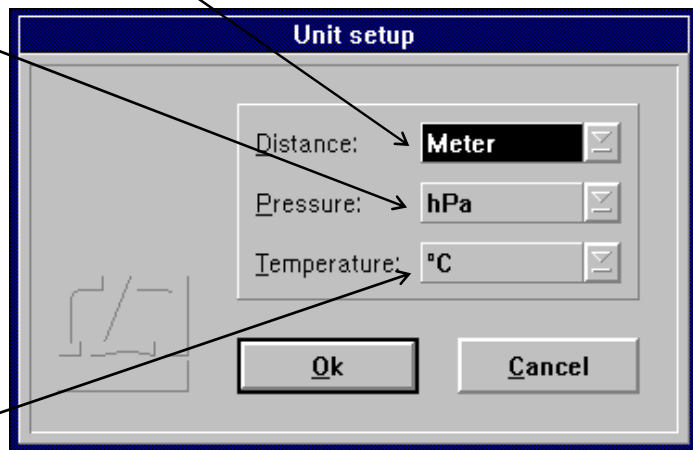 Unit setup
Distance: Meter
Pressure: hPa
Temperature: °C
Ok Cancel